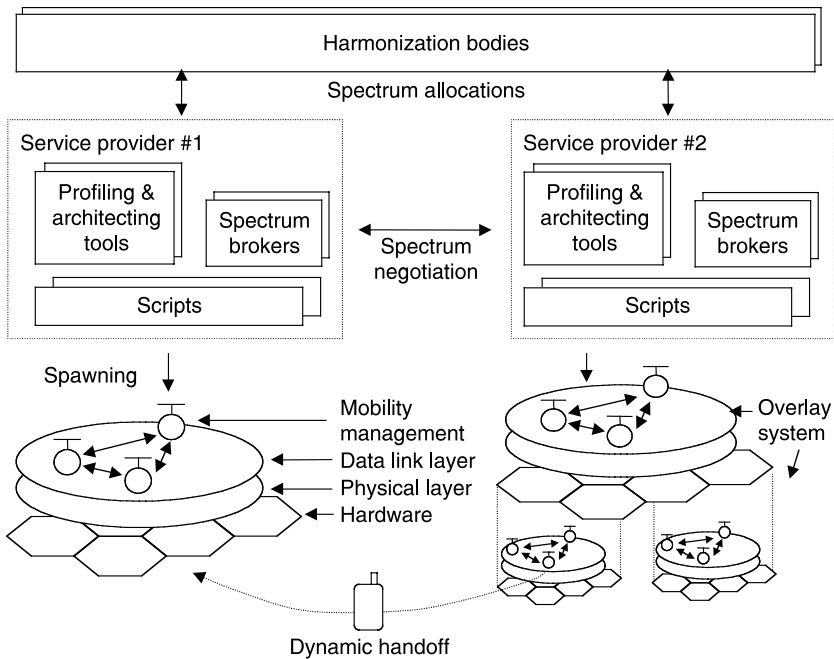 Harmonization bodies
Spectrum allocations
Service provider #1
Profiling &
architecting
tools
Spectrum
brokers
Scripts
Spectrum
negotiation
Service provider #2
Profiling &
architecting
tools
Spectrum
brokers
Scripts
Spawning
Mobility
management
Data link layer
Physical layer
Hardware
Overlay
system
Dynamic handoff